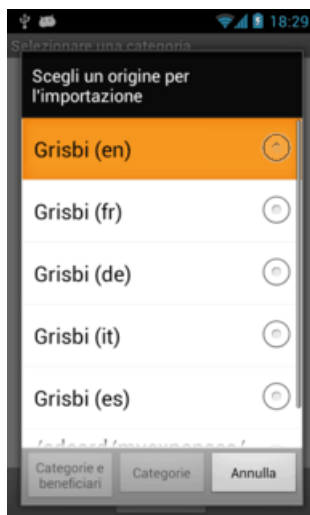 18:29
Selezionare una categoria
Scegli un origine per
l'importazione
Grisbi (en)
Grisbi (fr)
Grisbi (de)
Grisbi (it)
Grisbi (es)
Categorie e
beneficiari
Categorie
Annulla